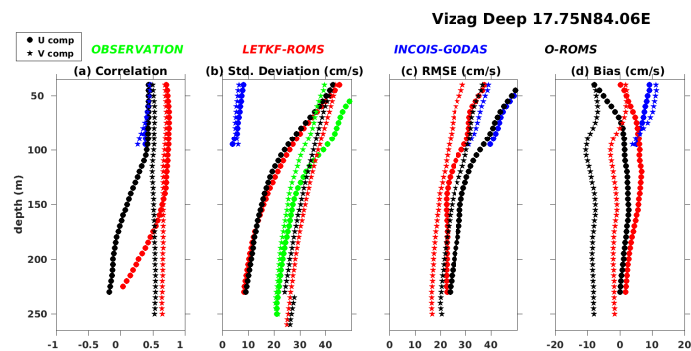 Vizag Deep 17.75N84.06E
U comp
V comp
OBSERVATION LETKF-ROMS INCOIS-GODAS O-ROMS
(a) Correlation (b) Std. Deviation (cm/s) (c) RMSE (cm/s) (d) Bias (cm/s)
50
100
150
200
250
depth (m)
-1 -0.5 0 0.5 1 0 10 20 30 40 0 10 20 30 40 50 -20 -10 0 10 20